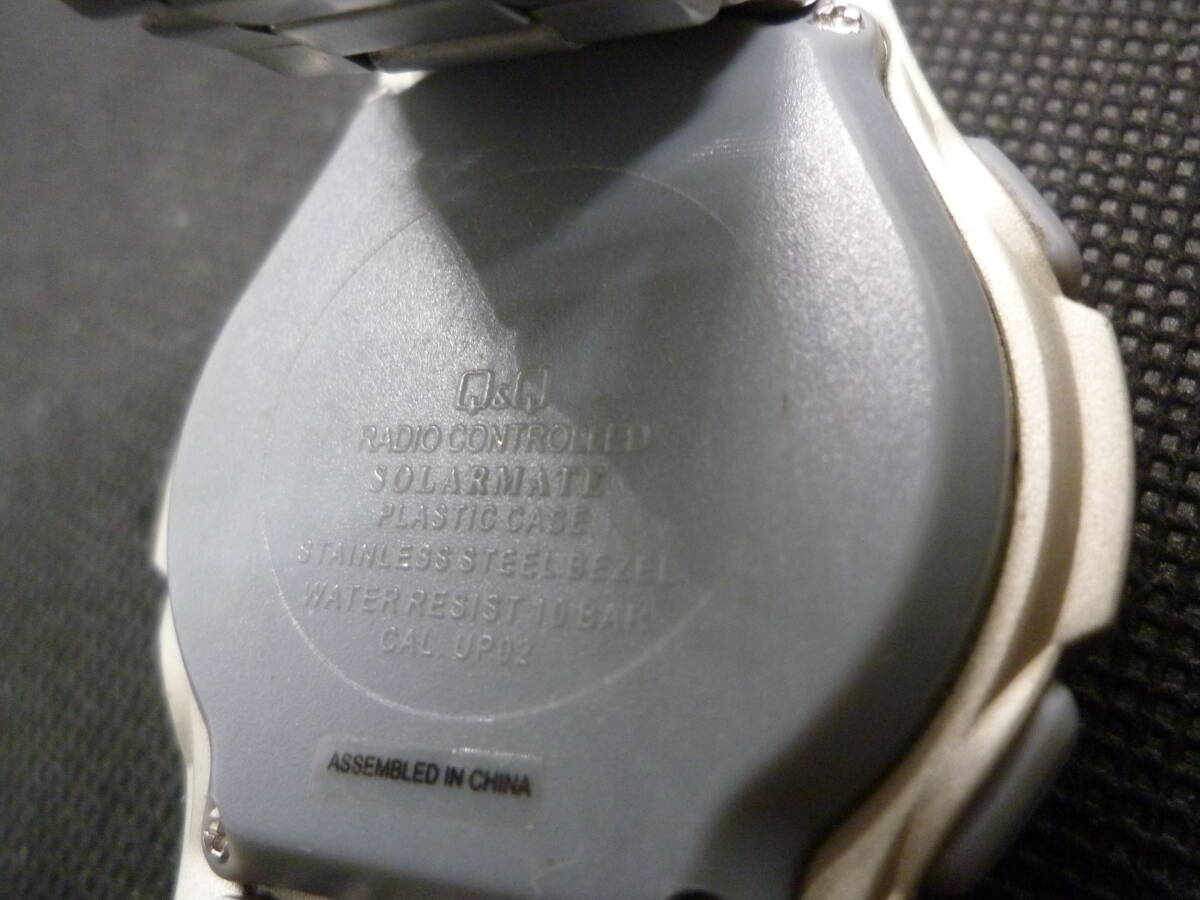 Q&Q
RADIO CONTROLLED
SOLARMATE
PLASTIC CASE
STAINLESS STEEL BEZEL
WATER RESIST 10 BAR
CAL. UP02
ASSEMBLED IN CHINA